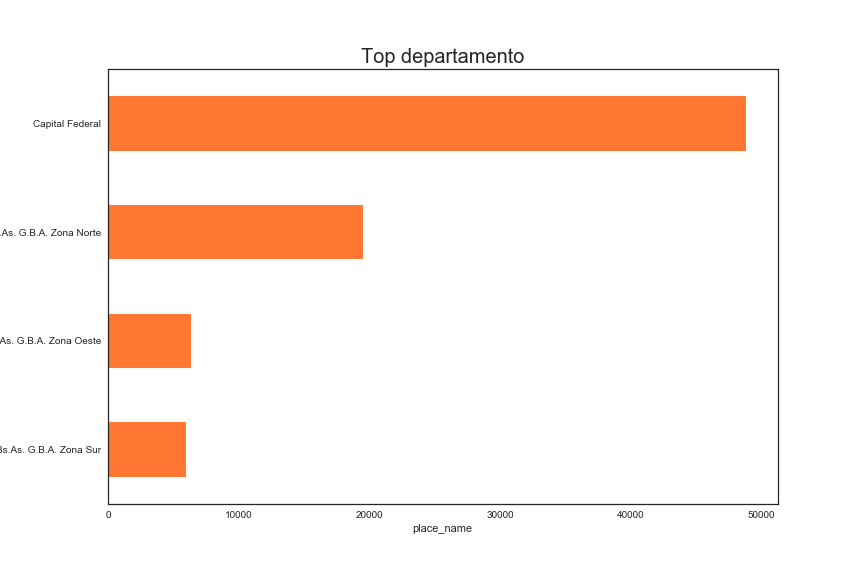 Top departamento
Capital Federal
.As. G.B.A. Zona Norte
As. G.B.A. Zona Oeste
Bs.As. G.B.A. Zona Sur
0 10000 20000 30000 40000 50000
place_name